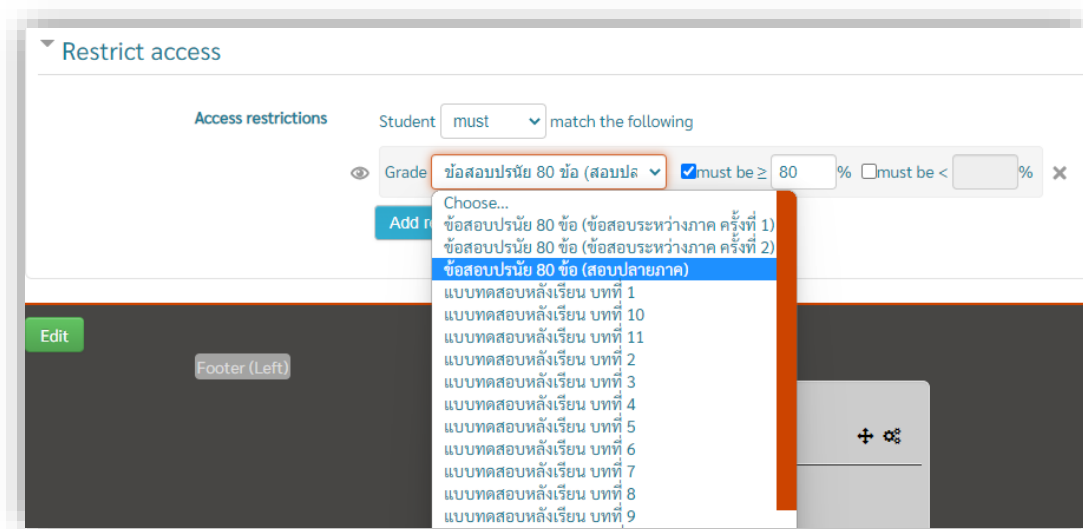 Restrict access
Access restrictions Student must match the following
Grade ข้อสอบปรนัย 80 ข้อ (สอบปล must be ≥ 80 % must be < %
Choose...
Add r
ข้อสอบปรนัย 80 ข้อ (ข้อสอบระหว่างภาค ครั้งที่ 1)
ข้อสอบปรนัย 80 ข้อ (ข้อสอบระหว่างภาค ครั้งที่ 2)
ข้อสอบปรนัย 80 ข้อ (สอบปลายภาค)
แบบทดสอบหลังเรียน บทที่ 1
แบบทดสอบหลังเรียน บทที่ 10
แบบทดสอบหลังเรียน บทที่ 11
แบบทดสอบหลังเรียน บทที่ 2
แบบทดสอบหลังเรียน บทที่ 3
แบบทดสอบหลังเรียน บทที่ 4
แบบทดสอบหลังเรียน บทที่ 5
แบบทดสอบหลังเรียน บทที่ 6
แบบทดสอบหลังเรียน บทที่ 7
แบบทดสอบหลังเรียน บทที่ 8
แบบทดสอบหลังเรียน บทที่ 9
Edit
Footer (Left)